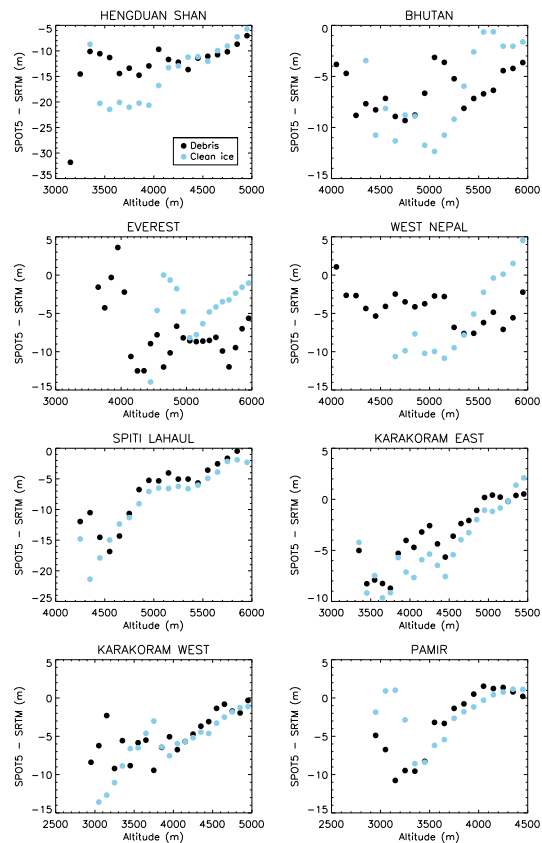 HENGDUAN SHAN
SPOT5 - SRTM (m)
-5
-10
-15
-20
-25
-30
-35
3000 3500 4000 4500 5000
Altitude (m)
Debris
Clean ice
BHUTAN
SPOT5 - SRTM (m)
0
-5
-10
-15
4000 4500 5000 5500 6000
Altitude (m)
EVEREST
SPOT5 - SRTM (m)
5
0
-5
-10
-15
3000 4000 5000 6000
Altitude (m)
WEST NEPAL
SPOT5 - SRTM (m)
5
0
-5
-10
-15
4000 4500 5000 5500 6000
Altitude (m)
SPITI LAHAUL
SPOT5 - SRTM (m)
0
-5
-10
-15
-20
-25
4000 4500 5000 5500 6000
Altitude (m)
KARAKORAM EAST
SPOT5 - SRTM (m)
5
0
-5
-10
3000 3500 4000 4500 5000 5500
Altitude (m)
KARAKORAM WEST
SPOT5 - SRTM (m)
5
0
-5
-10
-15
2500 3000 3500 4000 4500 5000
Altitude (m)
PAMIR
SPOT5 - SRTM (m)
5
0
-5
-10
-15
2500 3000 3500 4000 4500
Altitude (m)